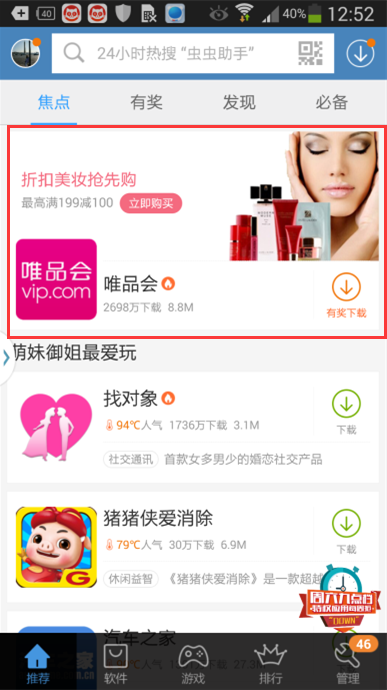 40
40%
12:52
24小时热搜 “虫虫助手”
焦点
有奖
发现
必备
折扣美妆抢先购
最高满199减100
立即购买
唯品会
vip.com
唯品会
2698万下载 8.8M
有奖下载
萌妹御姐最爱玩
找对象
94℃人气 1736万下载 3.1M
下载
社交通讯
首款女多男少的婚恋社交产品
猪猪侠爱消除
79℃人气 30万下载 6.9M
下载
休闲益智
《猪猪侠爱消除》是一款超越
G
周六六点日
"DOWN"
汽车之家
46
推荐
软件
游戏
排行
管理